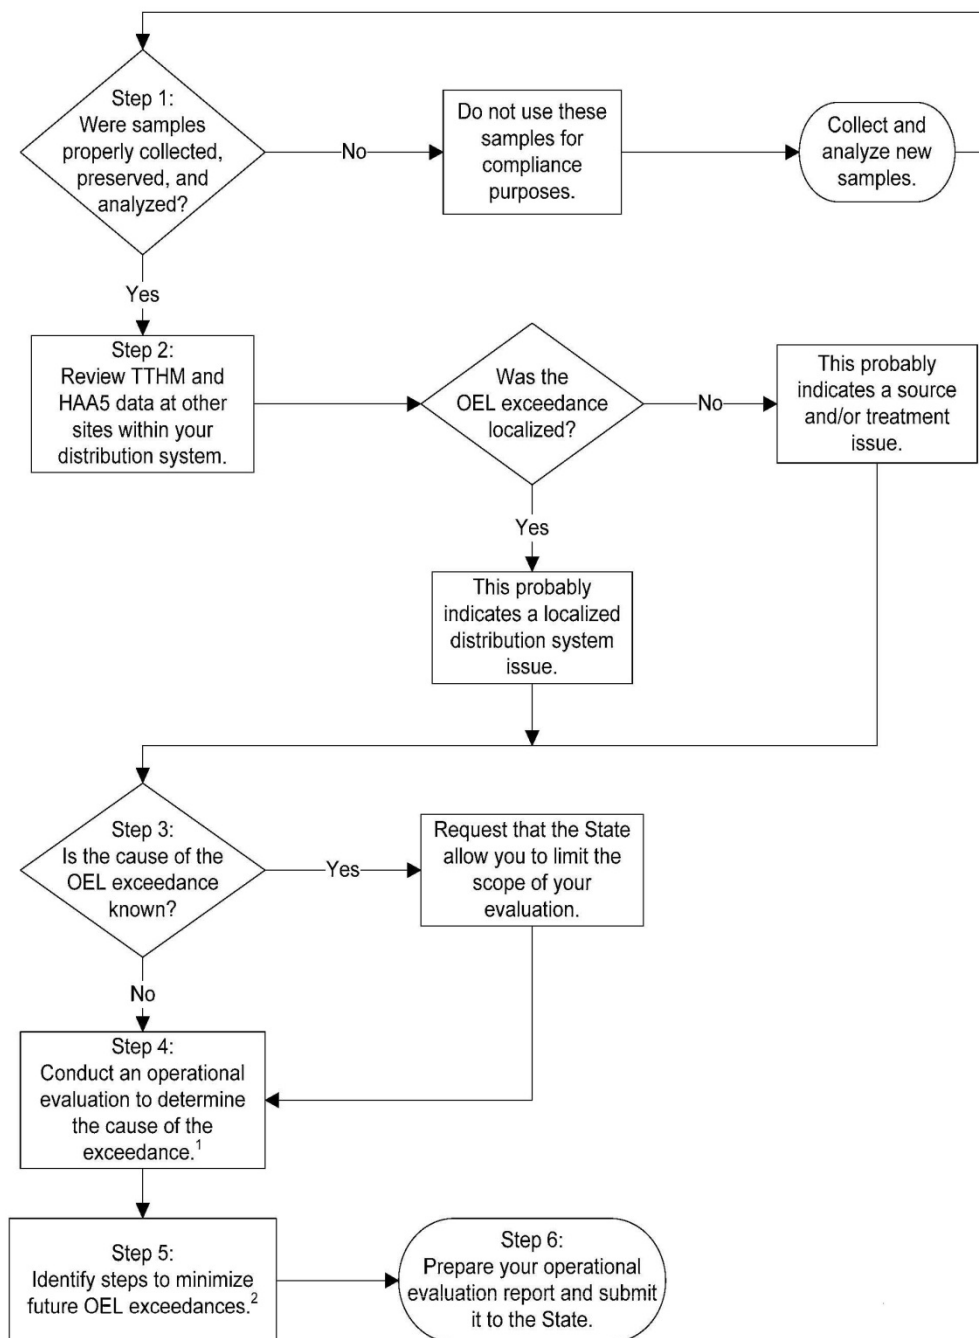 Step 1:
Were samples
properly collected,
preserved, and
analyzed?
No
Do not use these
samples for
compliance
purposes.
Collect and
analyze new
samples.
Yes
Step 2:
Review TTHM and
HAA5 data at other
sites within your
distribution system.
Was the
OEL exceedance
localized?
No
This probably
indicates a source
and/or treatment
issue.
Yes
This probably
indicates a localized
distribution system
issue.
Step 3:
Is the cause of the
OEL exceedance
known?
Yes
Request that the State
allow you to limit the
scope of your
evaluation.
No
Step 4:
Conduct an operational
evaluation to determine
the cause of the
exceedance.¹
Step 5:
Identify steps to minimize
future OEL exceedances.²
Step 6:
Prepare your operational
evaluation report and submit
it to the State.